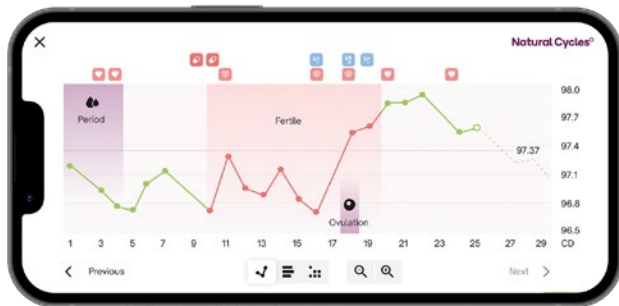 Natural Cycles°
98.0
Period
Fertile
97.7
97.4
97.37
97.1
96.8
Ovulation
96.5
1 3 5 7 9 11 13 15 17 19 21 23 25 27 29 CD
Previous
Next